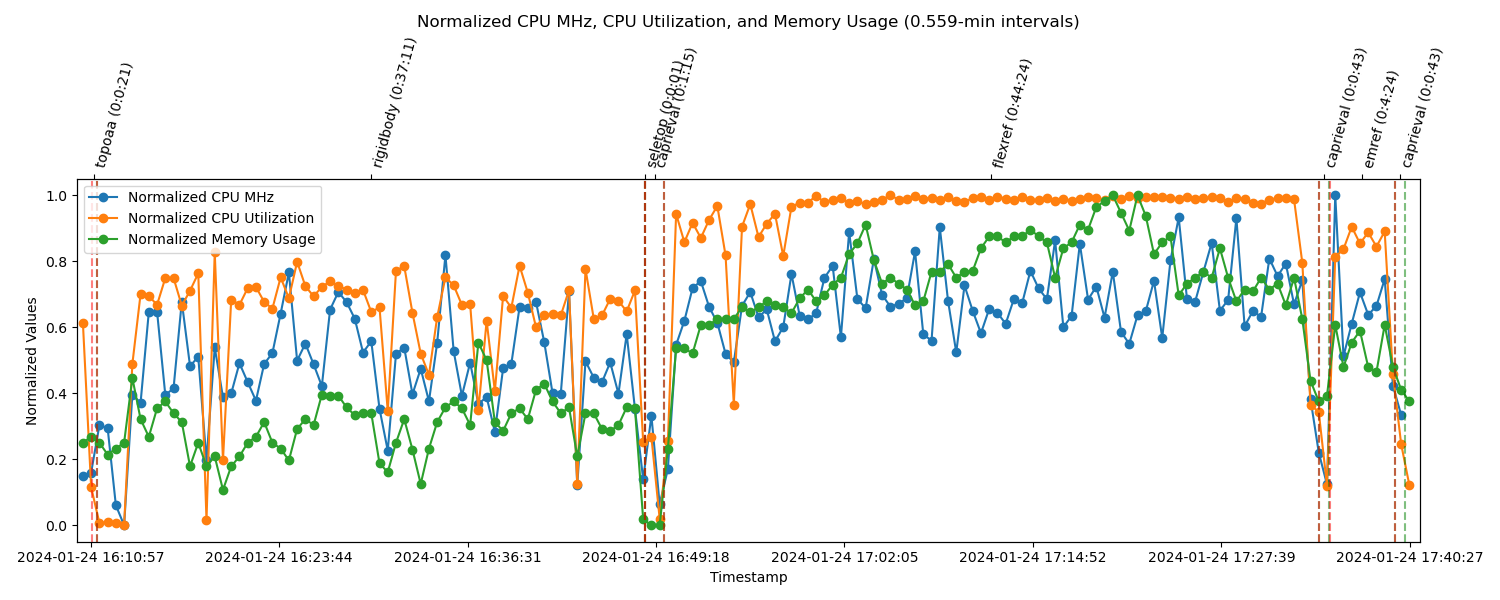 Normalized CPU MHz, CPU Utilization, and Memory Usage (0.559-min intervals)
topoaa (0:0:21)
rigidbody (0:37:11)
seletop (0:0:01)
caprieval (0:1:15)
flexref (0:44:24)
caprieval (0:0:43)
emref (0:4:24)
caprieval (0:0:43)
Normalized CPU MHz
Normalized CPU Utilization
Normalized Memory Usage
Normalized Values
1.0
0.8
0.6
0.4
0.2
0.0
2024-01-24 16:10:57
2024-01-24 16:23:44
2024-01-24 16:36:31
2024-01-24 16:49:18
2024-01-24 17:02:05
2024-01-24 17:14:52
2024-01-24 17:27:39
2024-01-24 17:40:27
Timestamp